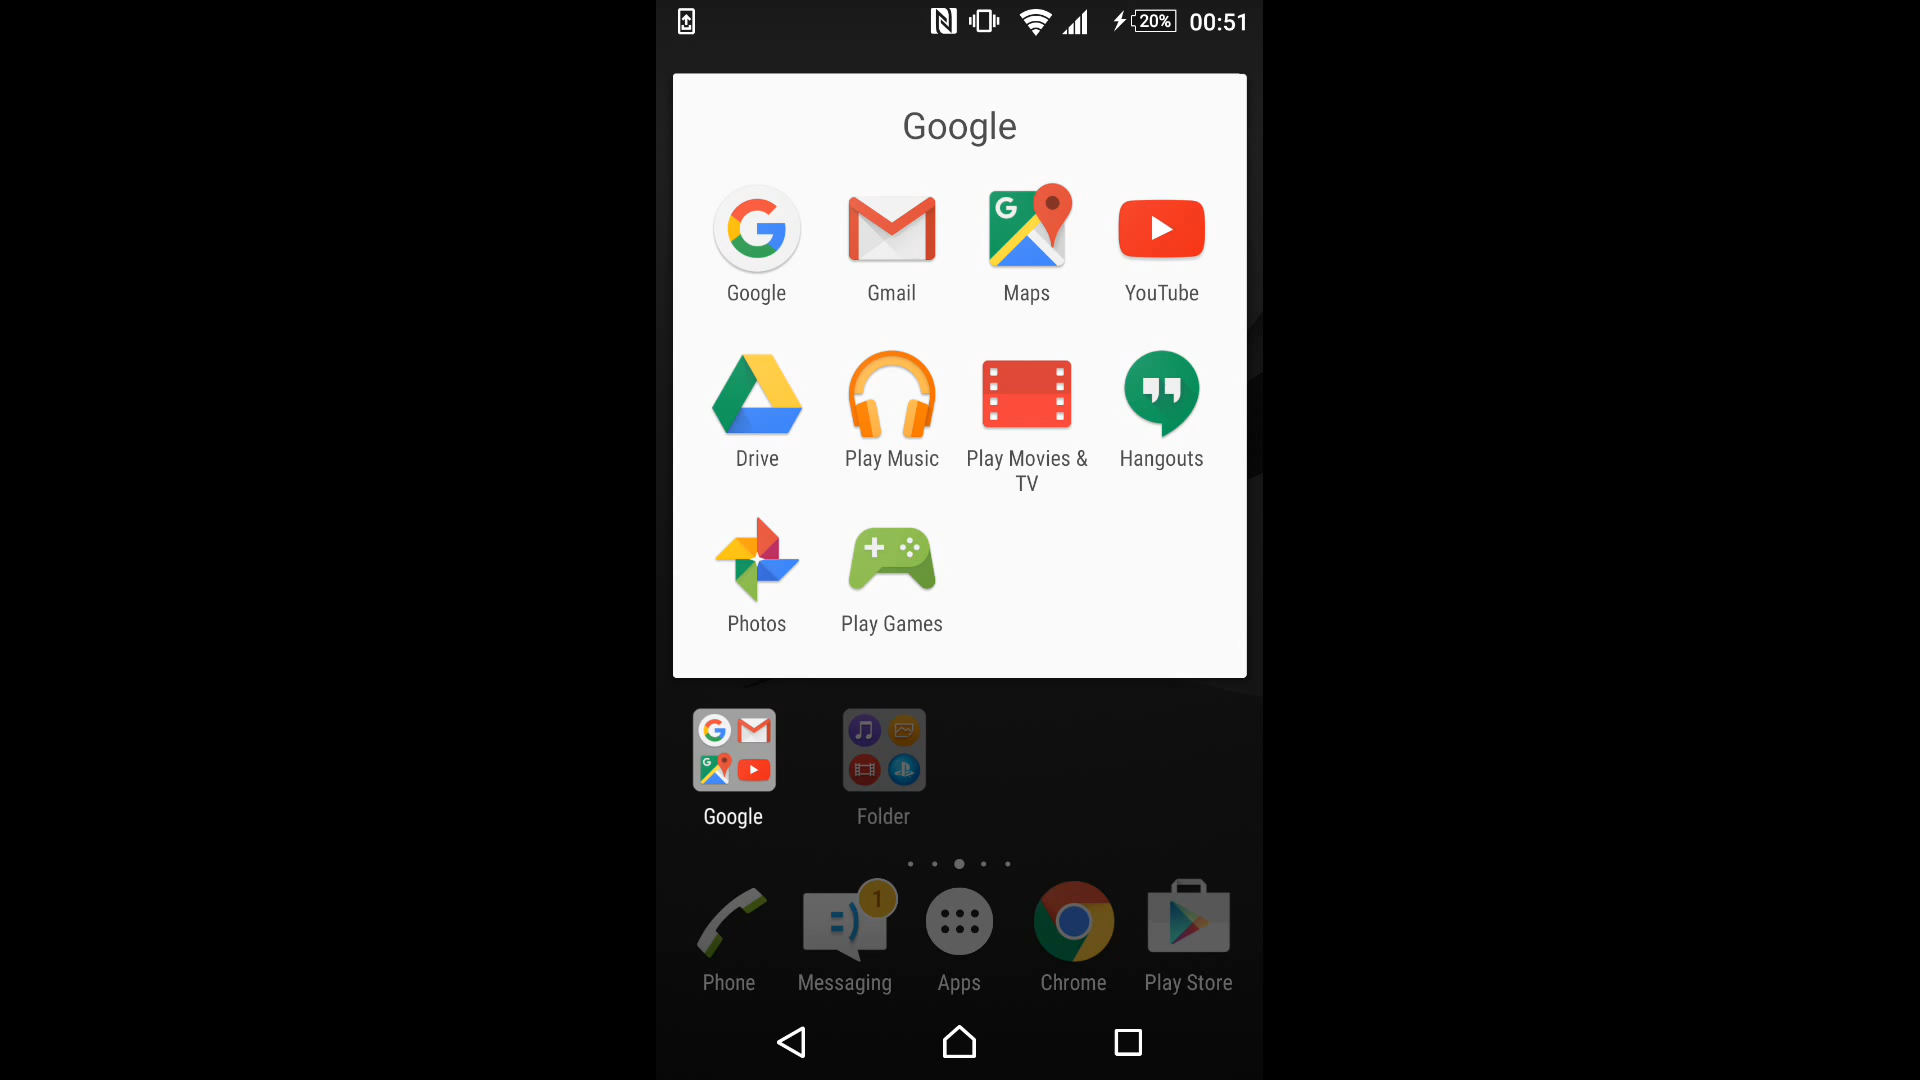 20% 00:51
Google
Google Gmail Maps YouTube
Drive Play Music Play Movies & TV Hangouts
Photos Play Games
Google Folder
1
Phone Messaging Apps Chrome Play Store